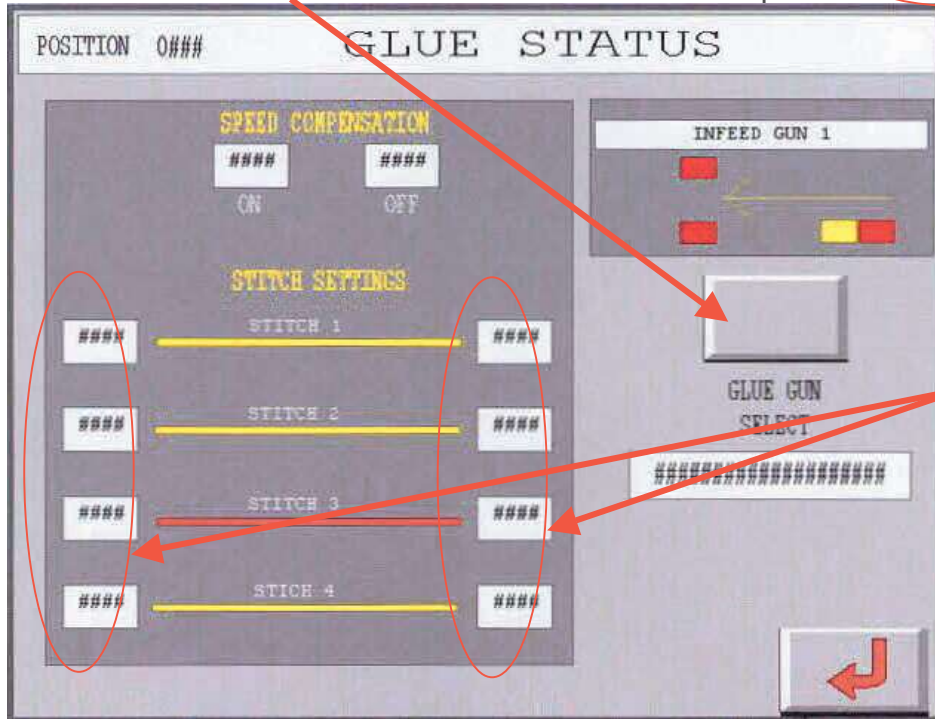 POSITION 0### GLUE STATUS
SPEED COMPENSATION
#### ####
ON OFF
INFEED GUN 1
STITCH SETTINGS
#### STITCH 1 ####
#### STITCH 2 ####
#### STITCH 3 ####
#### STICH 4 ####
GLUE GUN
SELECT
###################